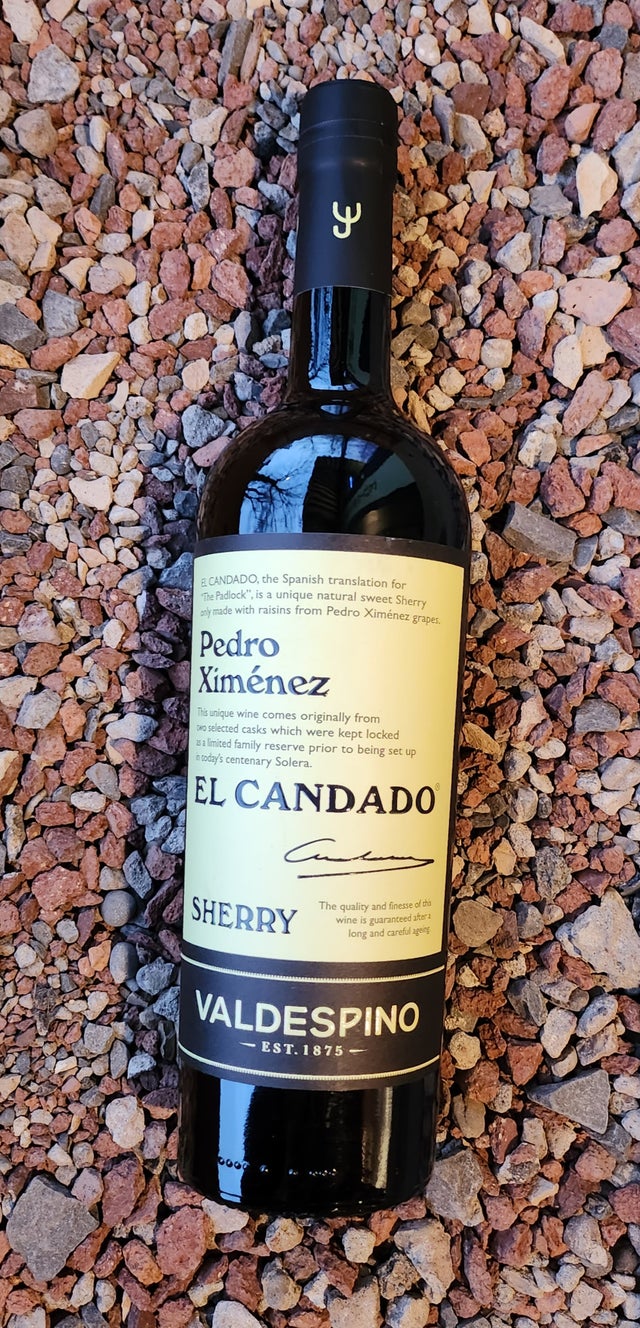 EL CANDADO, the Spanish translation for
"The Padlock", is a unique natural sweet Sherry
only made with raisins from Pedro Ximénez grapes.
Pedro
Ximénez
This unique wine comes originally from
two selected casks which were kept locked
as a limited family reserve prior to being set up
in today's centenary Solera.
EL CANDADO®
SHERRY
The quality and finesse of this
wine is guaranteed after a
long and careful ageing.
VALDESPINO
EST. 1875